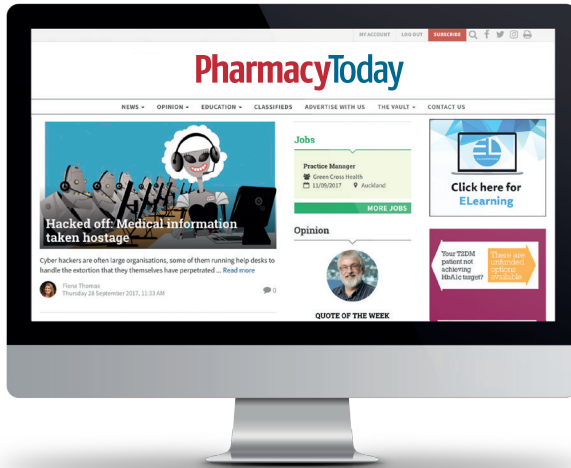 MY ACCOUNT LOG OUT SUBSCRIBE
PharmacyToday
NEWS OPINION EDUCATION CLASSIFIEDS ADVERTISE WITH US THE VAULT CONTACT US
Hacked off: Medical information
taken hostage
Cyber hackers are often large organisations, some of them running help desks to
handle the extortion that they themselves have perpetrated ... Read more
Fiona Thomas
Thursday 28 September 2017, 11:33 AM
0
Jobs
Practice Manager
Green Cross Health
11/09/2017 Auckland
MORE JOBS
Opinion
QUOTE OF THE WEEK
EL
Click here for
ELearning
Your T2DM
patient not
achieving
HbA1c target?
There are
unfunded
options
available